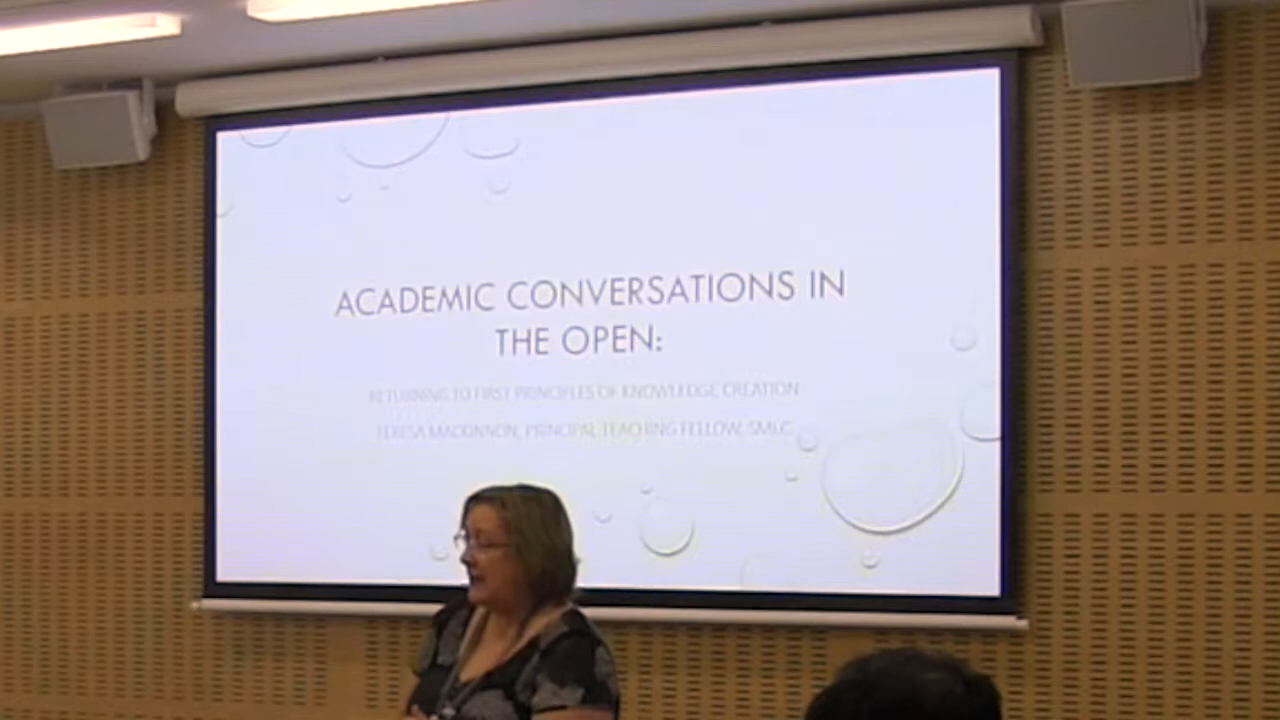 ACADEMIC CONVERSATIONS IN
THE OPEN:
RETURNING TO FIRST PRINCIPLES OF KNOWLEDGE CREATION
TERESA MACKINNON, PRINCIPAL TEACHING FELLOW, SMLC